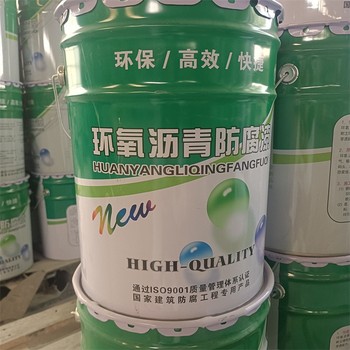 环保/高效/快捷
环氧沥青防腐漆
HUANYANGLIQINGFANGFUO
new
HIGH-QUALITY
通过ISO9001质量管理体系认证
国家建筑防腐工程专用产品